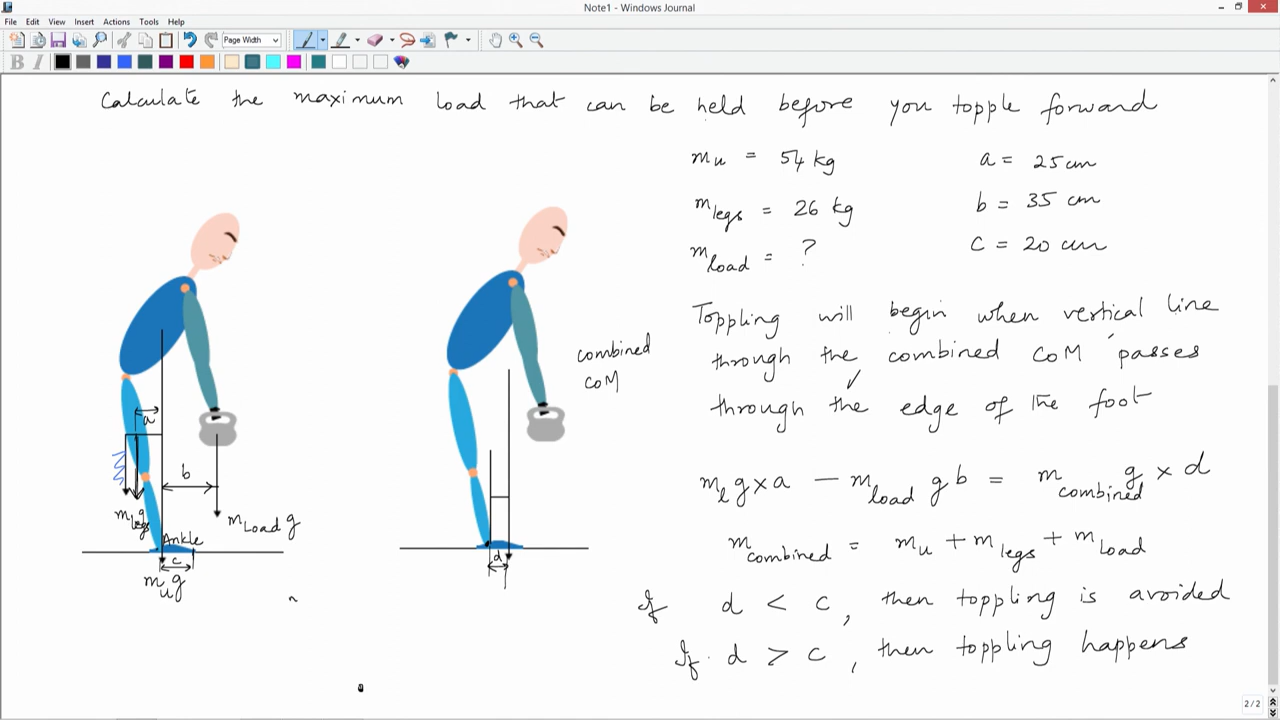 Note1 - Windows Journal
File Edit View Insert Actions Tools Help
Page Width
B I
Calculate the maximum load that can be held before you topple forward
mu = 54 kg a = 25 cm
mlegs = 26 kg b = 35 cm
mload = ? c = 20 cm
Toppling will begin when vertical line
through the combined CoM passes
through the edge of the foot
combined
CoM
a
b
mlegs g
mLoad g
Ankle
c
mu g
d
ml g x a - mload g b = mcombined g x d
mcombined = mu + mlegs + mload
If d < c, then toppling is avoided
If d > c, then toppling happens
2 / 2